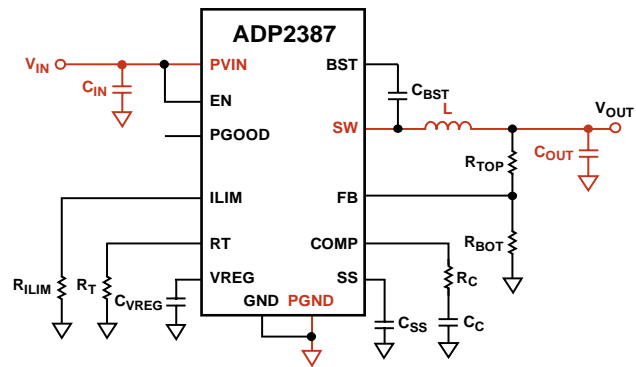 ADP2387
V_IN
PVIN
BST
C_IN
C_BST
EN
V_OUT
L
SW
PGOOD
C_OUT
R_TOP
ILIM
FB
RT
COMP
R_BOT
R_ILIM
R_T
VREG
SS
R_C
C_VREG
GND PGND
C_SS
C_C